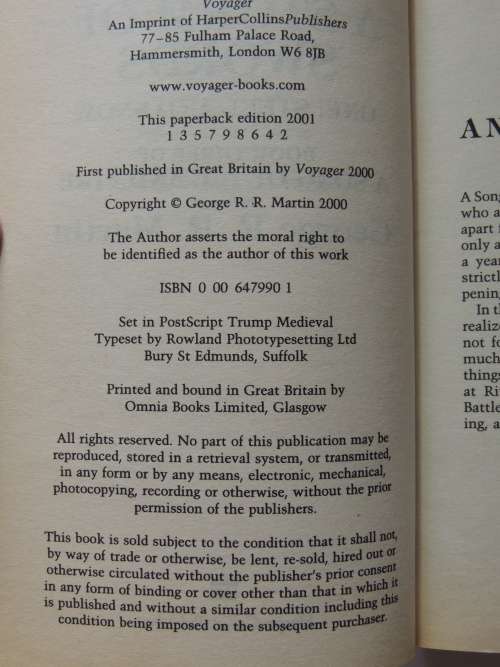 Voyager
An Imprint of HarperCollinsPublishers
77–85 Fulham Palace Road,
Hammersmith, London W6 8JB
www.voyager-books.com
This paperback edition 2001
1 3 5 7 9 8 6 4 2
First published in Great Britain by Voyager 2000
Copyright © George R. R. Martin 2000
The Author asserts the moral right to
be identified as the author of this work
ISBN 0 00 647990 1
Set in PostScript Trump Medieval
Typeset by Rowland Phototypesetting Ltd
Bury St Edmunds, Suffolk
Printed and bound in Great Britain by
Omnia Books Limited, Glasgow
All rights reserved. No part of this publication may be
reproduced, stored in a retrieval system, or transmitted,
in any form or by any means, electronic, mechanical,
photocopying, recording or otherwise, without the prior
permission of the publishers.
This book is sold subject to the condition that it shall not,
by way of trade or otherwise, be lent, re-sold, hired out or
otherwise circulated without the publisher's prior consent
in any form of binding or cover other than that in which it
is published and without a similar condition including this
condition being imposed on the subsequent purchaser.
A N
A Song
who a
apart f
only a
a year
strictl
pening
In th
realize
not fo
much
things
at Ri
Battle
ing, a